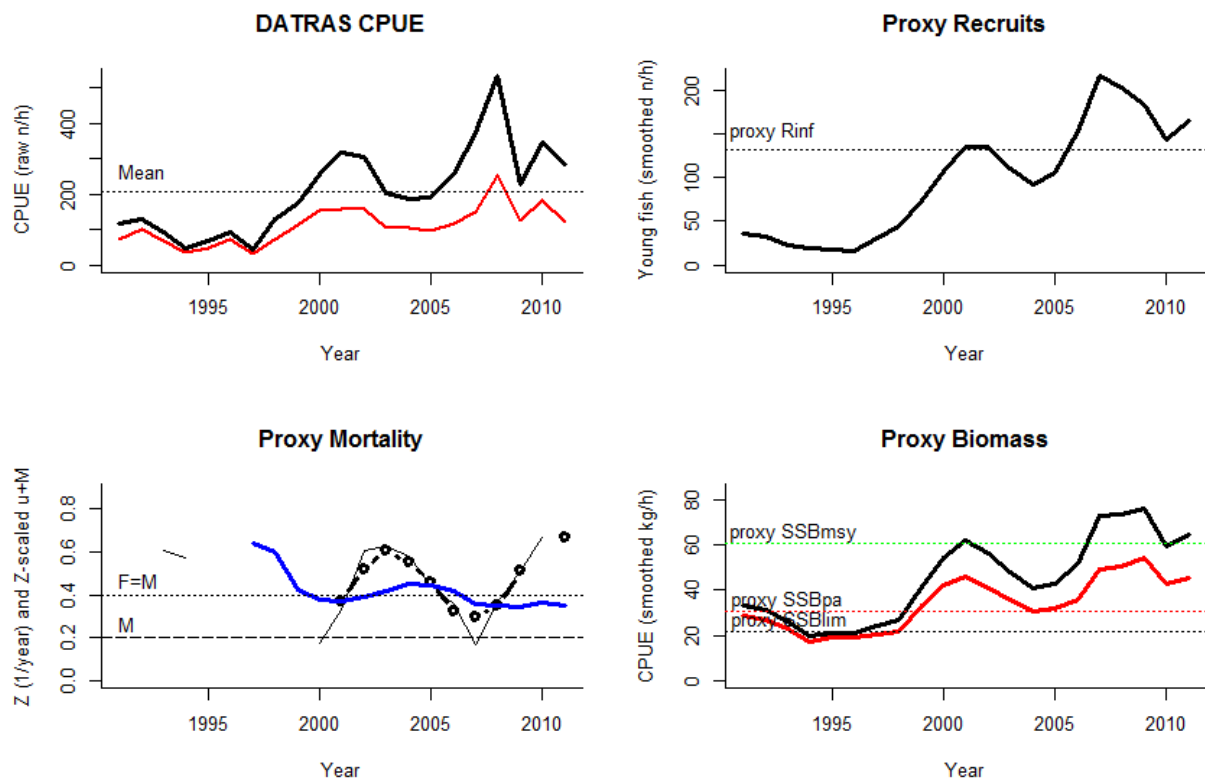 DATRAS CPUE
CPUE (raw n/h)
0
200
400
Mean
1995
2000
2005
2010
Year
Proxy Recruits
Young fish (smoothed n/h)
0
50
100
200
proxy Rinf
1995
2000
2005
2010
Year
Proxy Mortality
Z (1/year) and Z-scaled u+M
0.0
0.2
0.4
0.6
0.8
F=M
M
1995
2000
2005
2010
Year
Proxy Biomass
CPUE (smoothed kg/h)
0
20
40
60
80
proxy SSBmsy
proxy SSBpa
proxy SSBlim
1995
2000
2005
2010
Year